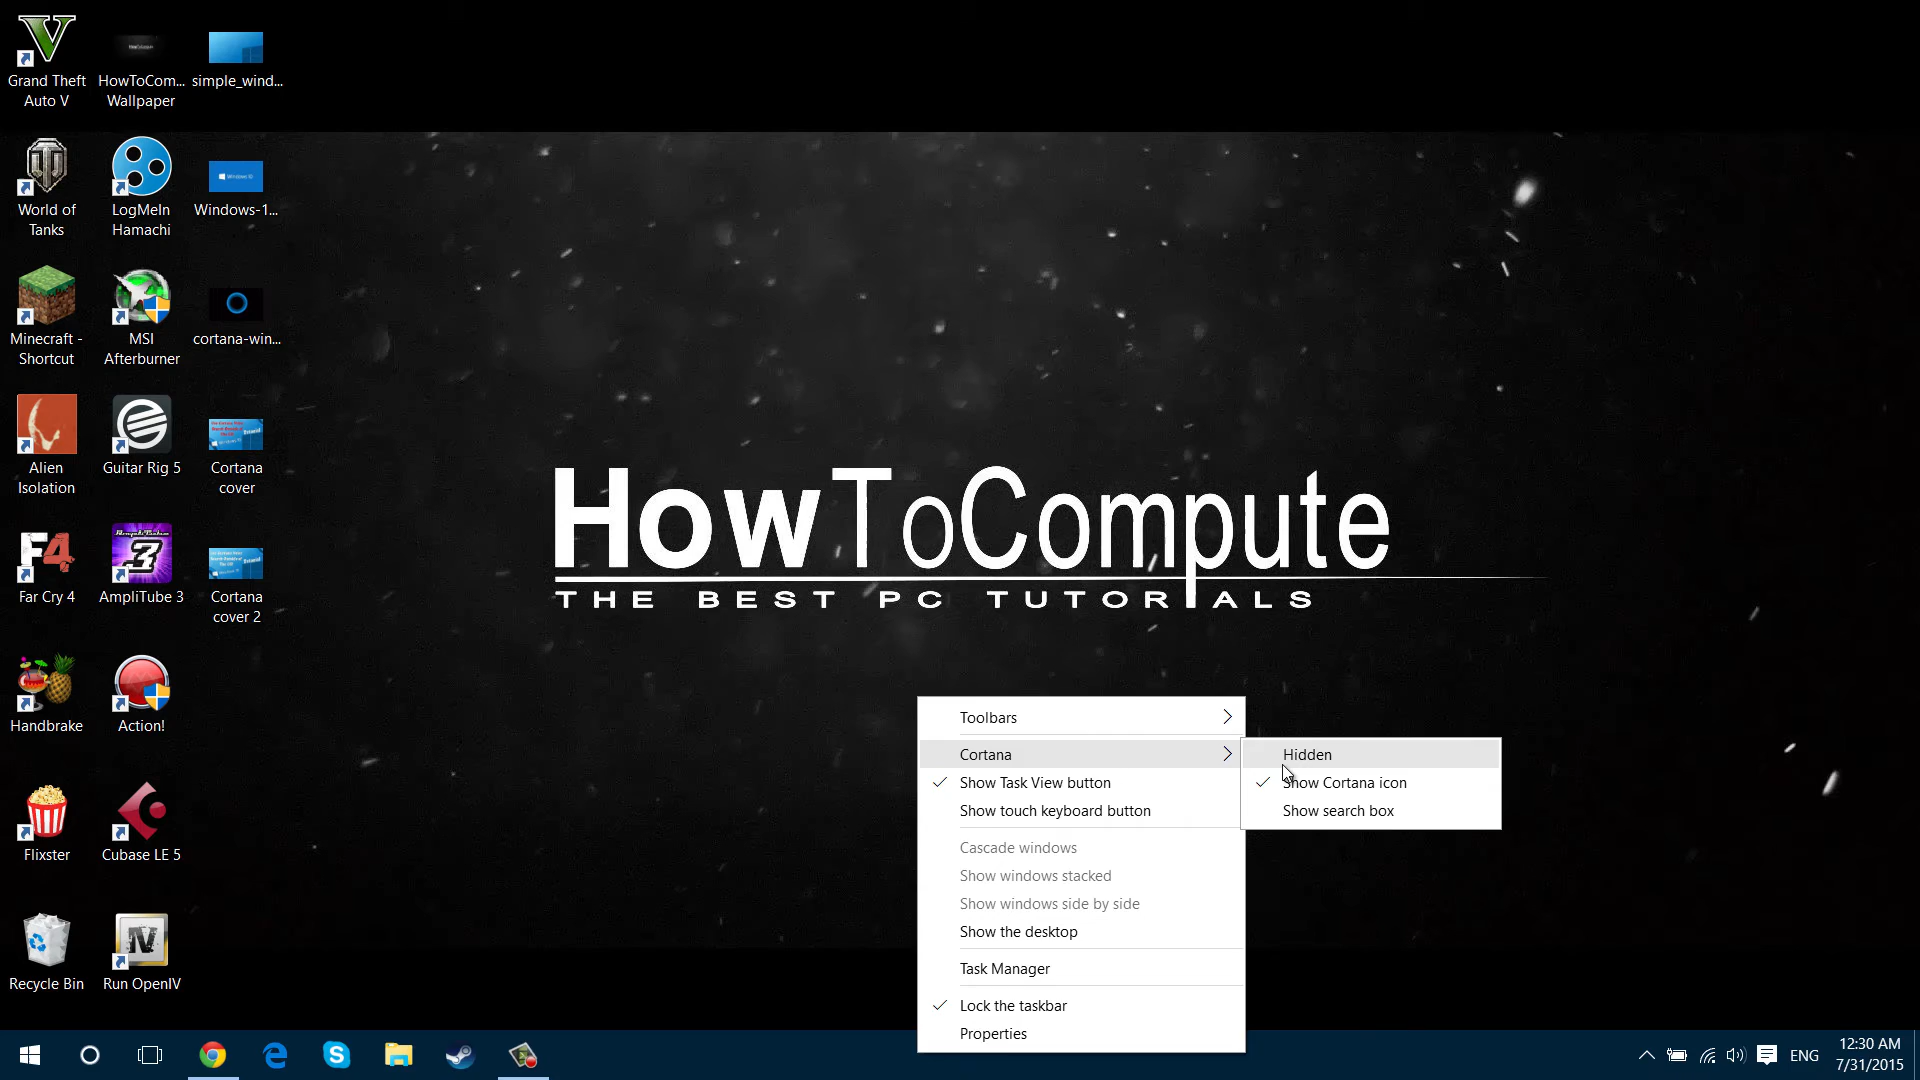 Grand Theft
Auto V
HowToCom...
Wallpaper
simple_wind...
World of
Tanks
LogMeIn
Hamachi
Windows-1...
Minecraft -
Shortcut
MSI
Afterburner
cortana-win...
Alien
Isolation
Guitar Rig 5
Cortana
cover
Far Cry 4
AmpliTube 3
Cortana
cover 2
Handbrake
Action!
Flixster
Cubase LE 5
Recycle Bin
Run OpenIV
HowToCompute
THE BEST PC TUTORIALS
Toolbars
Cortana
Show Task View button
Show touch keyboard button
Cascade windows
Show windows stacked
Show windows side by side
Show the desktop
Task Manager
Lock the taskbar
Properties
Hidden
Show Cortana icon
Show search box
ENG
12:30 AM
7/31/2015